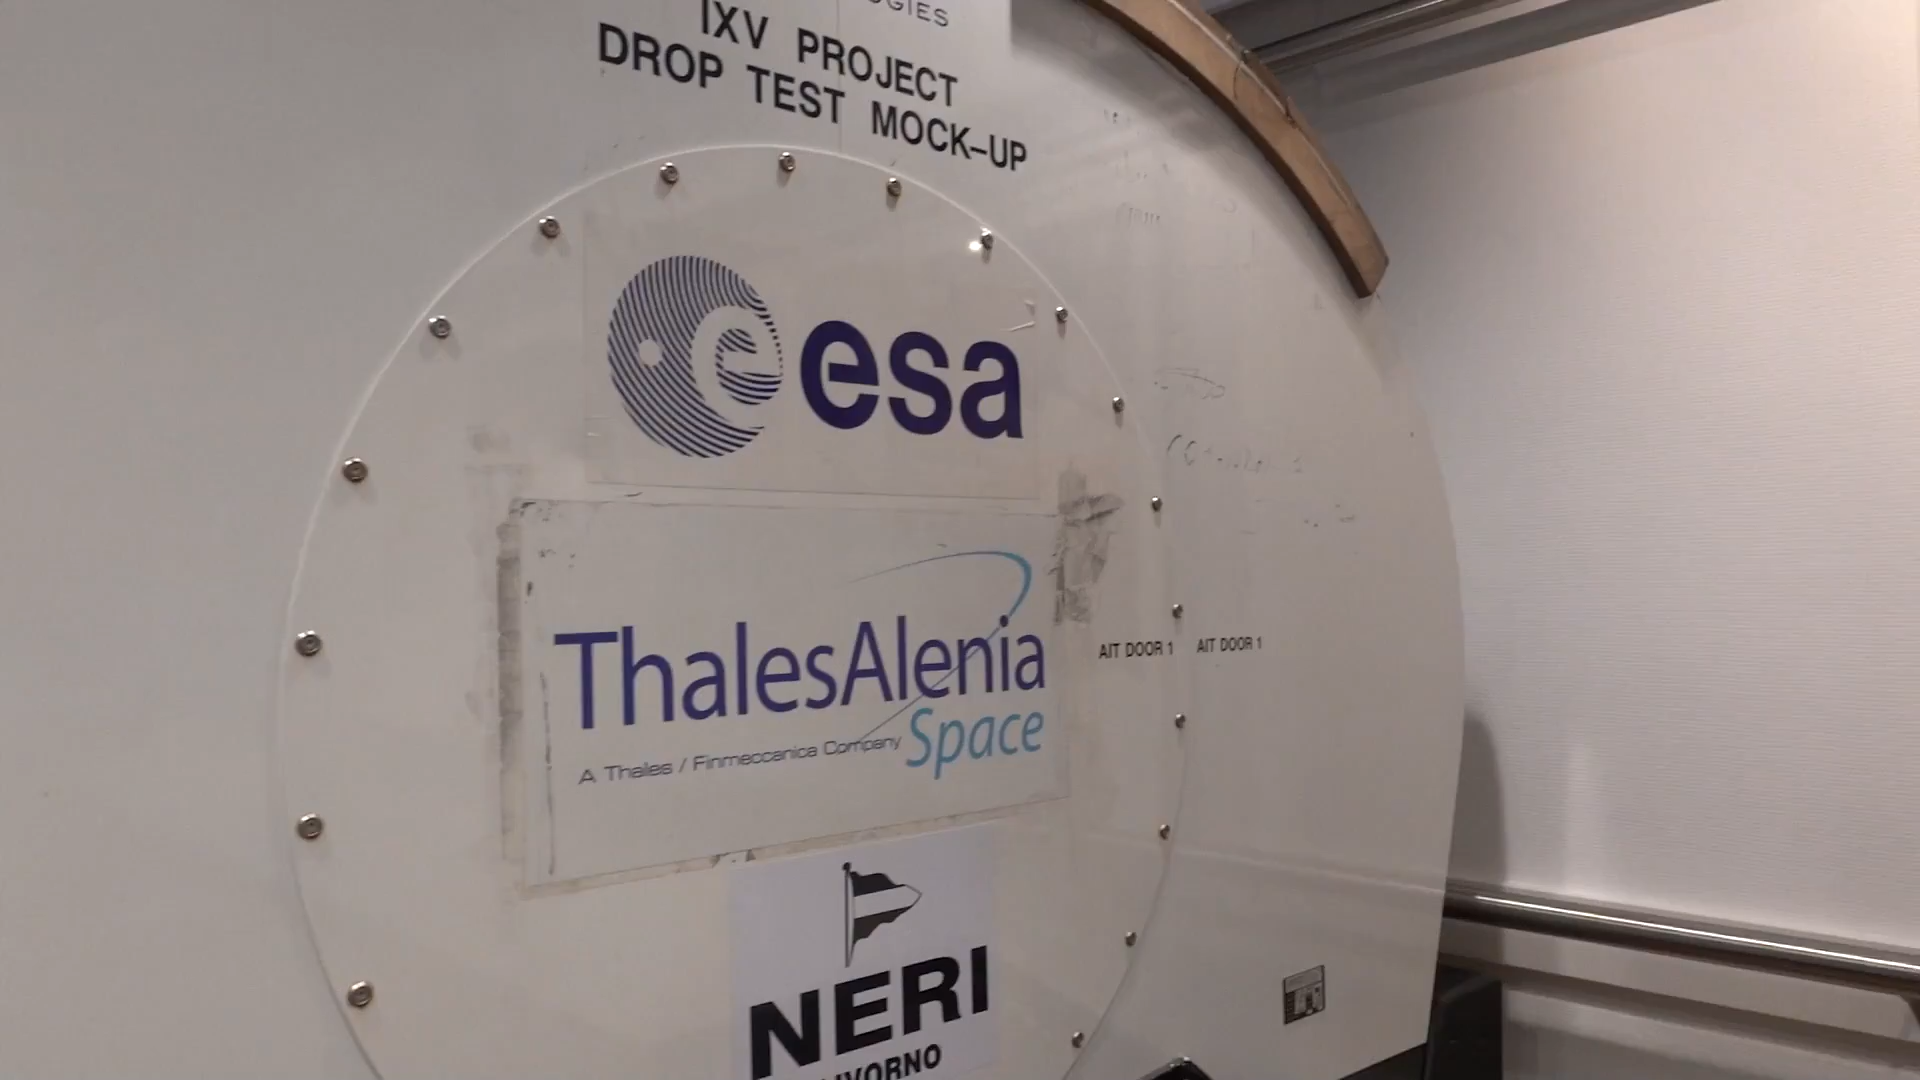 IXV PROJECT
DROP TEST MOCK-UP
esa
ThalesAlenia
Space
A Thales / Finmeccanica Company
AIT DOOR 1 AIT DOOR 1
NERI